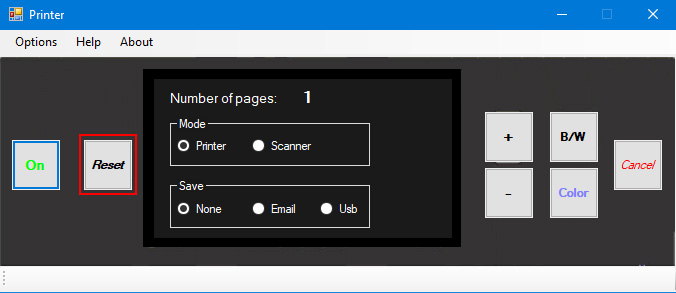 Printer
Options Help About
Number of pages: 1
Mode
Printer Scanner
Save
None Email Usb
On
Reset
+
B/W
-
Color
Cancel